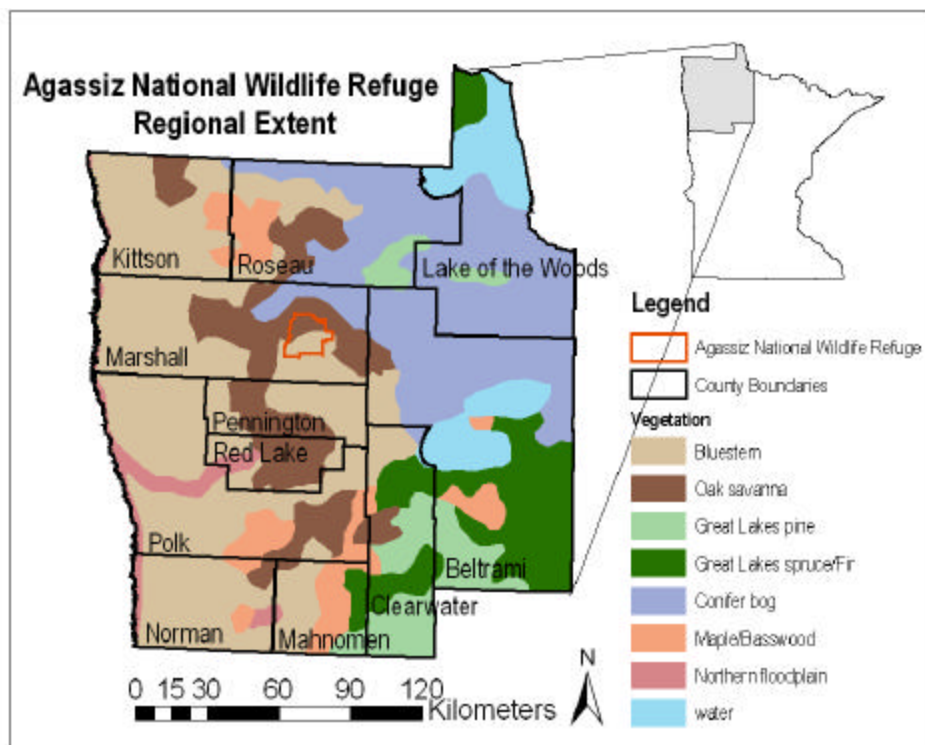 Agassiz National Wildlife Refuge
Regional Extent
Kittson
Roseau
Lake of the Woods
Marshall
Pennington
Red Lake
Polk
Beltrami
Clearwater
Norman
Mahnomen
Legend
Agassiz National Wildlife Refuge
County Boundaries
Vegetation
Bluestem
Oak savanna
Great Lakes pine
Great Lakes spruce/Fir
Conifer bog
Maple/Basswood
Northern floodplain
water
N
0 15 30 60 90 120
Kilometers